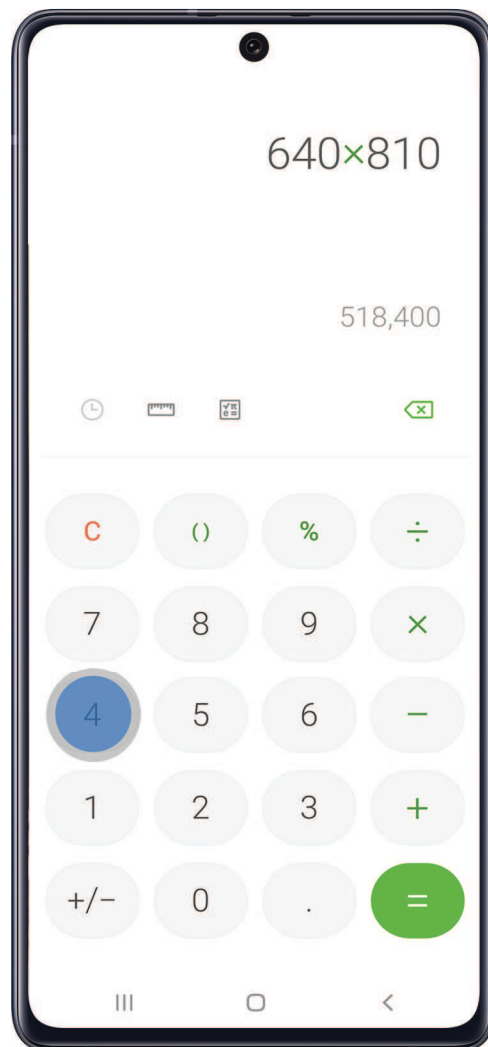 640×810
518,400
√π
e=
C () % ÷
7 8 9 ×
4 5 6 −
1 2 3 +
+/− 0 . =